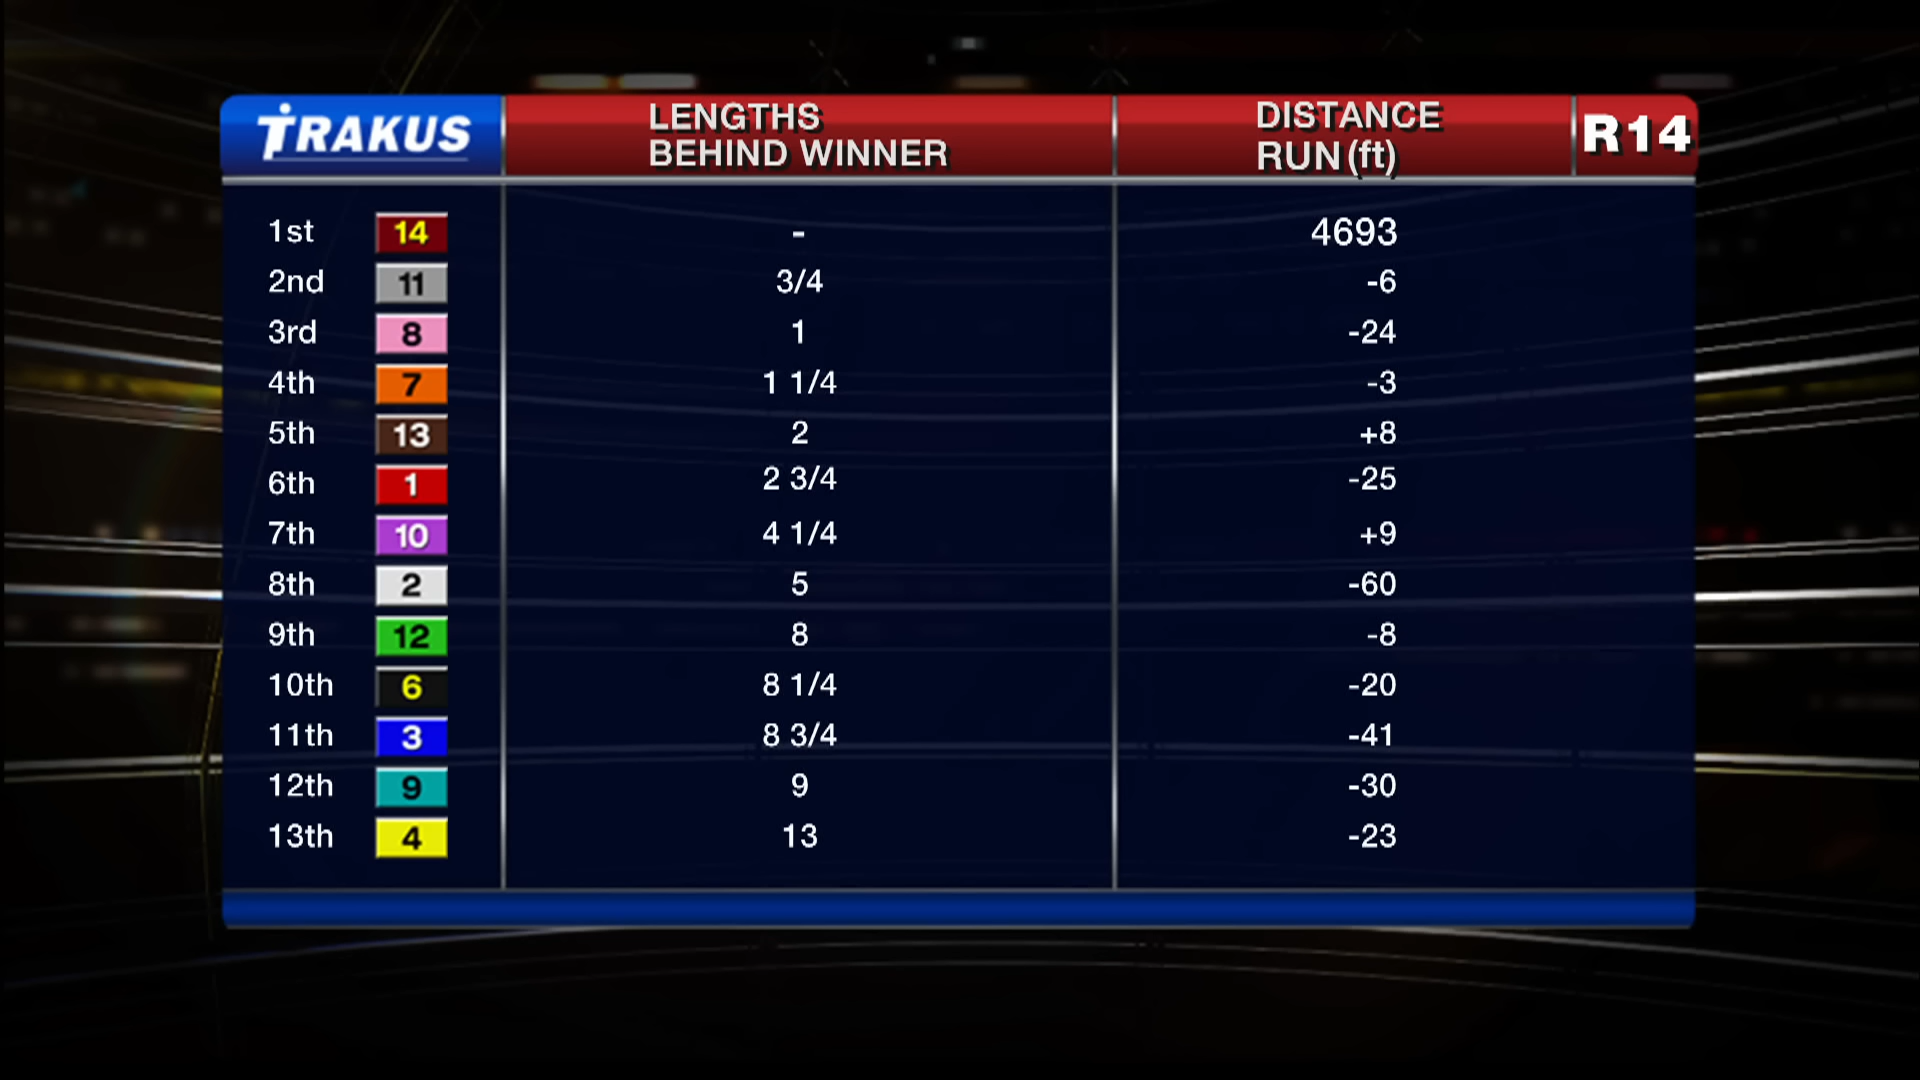 TRAKUS
LENGTHS
BEHIND WINNER
DISTANCE
RUN (ft)
R14
1st 14 - 4693
2nd 11 3/4 -6
3rd 8 1 -24
4th 7 1 1/4 -3
5th 13 2 +8
6th 1 2 3/4 -25
7th 10 4 1/4 +9
8th 2 5 -60
9th 12 8 -8
10th 6 8 1/4 -20
11th 3 8 3/4 -41
12th 9 9 -30
13th 4 13 -23